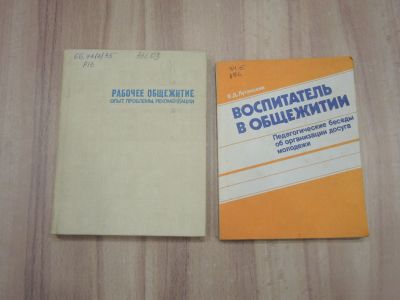 РАБОЧЕЕ ОБЩЕЖИТИЕ
ОПЫТ, ПРОБЛЕМЫ, РЕКОМЕНДАЦИИ
ВОСПИТАТЕЛЬ
В ОБЩЕЖИТИИ
Педагогические беседы
об организации досуга
молодежи